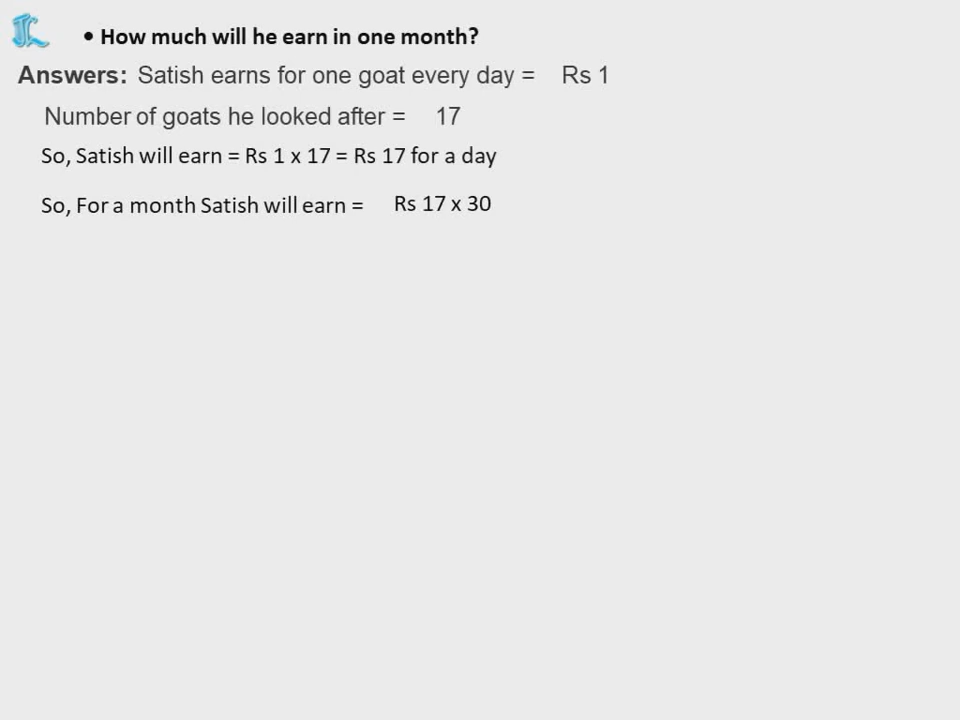 • How much will he earn in one month?
Answers: Satish earns for one goat every day = Rs 1
Number of goats he looked after = 17
So, Satish will earn = Rs 1 x 17 = Rs 17 for a day
So, For a month Satish will earn = Rs 17 x 30